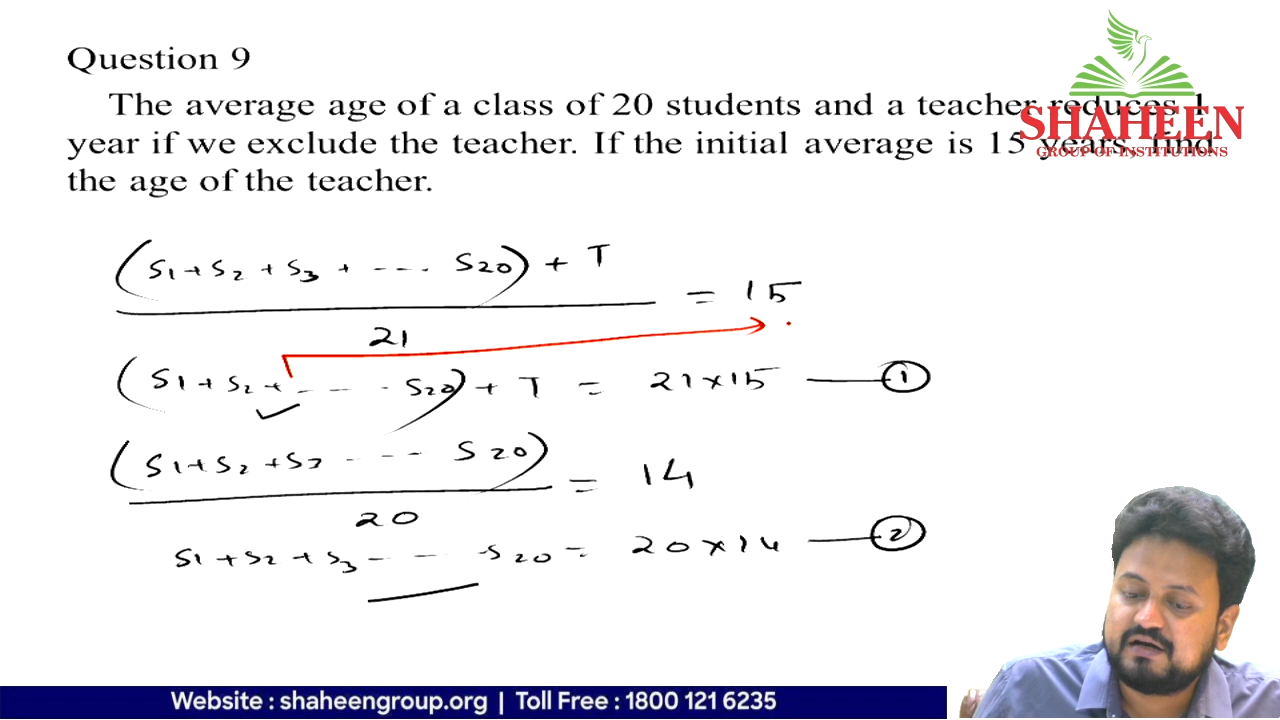 Question 9
The average age of a class of 20 students and a teacher reduces 1
year if we exclude the teacher. If the initial average is 15 years, find
the age of the teacher.
SHAHEEN
GROUP OF INSTITUTIONS
(S1+S2+S3+---- S20)+T
= 15
21
(S1+S2+---- S20)+T = 21×15 —①
(S1+S2+S3 ---- S20)
= 14
20
S1+S2+S3---- S20= 20×14 —②
Website : shaheengroup.org | Toll Free : 1800 121 6235